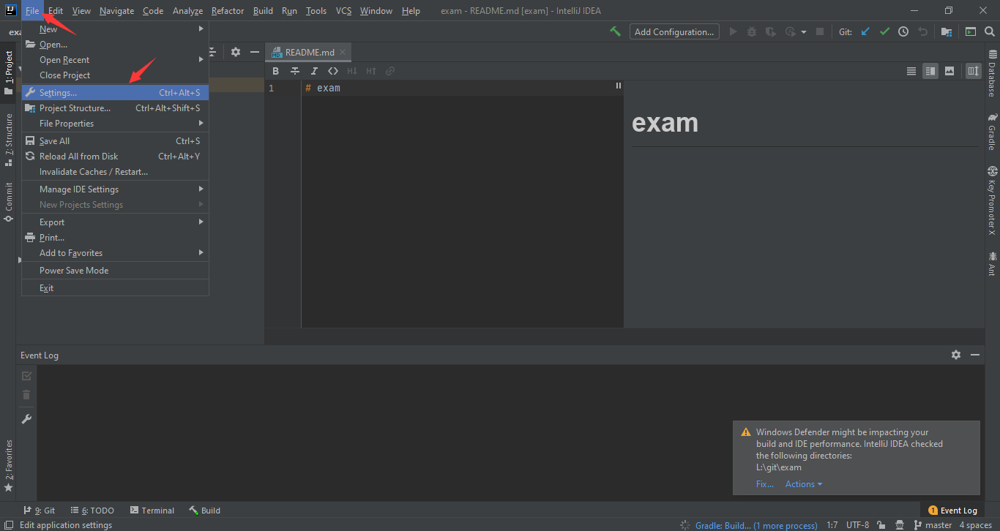 IJ File Edit View Navigate Code Analyze Refactor Build Run Tools VCS Window Help exam - README.md [exam] - IntelliJ IDEA
exa
Add Configuration...
Git:
New
Open...
Open Recent
Close Project
Settings... Ctrl+Alt+S
Project Structure... Ctrl+Alt+Shift+S
File Properties
Save All Ctrl+S
Reload All from Disk Ctrl+Alt+Y
Invalidate Caches / Restart...
Manage IDE Settings
New Projects Settings
Export
Print...
Add to Favorites
Power Save Mode
Exit
1: Project
7: Structure
Commit
2: Favorites
MD README.md
B I H↓ H↑
1 # exam
exam
Database
Gradle
Key Promoter X
Ant
Event Log
Windows Defender might be impacting your
build and IDE performance. IntelliJ IDEA checked
the following directories:
L:\git\exam
Fix... Actions
9: Git 6: TODO Terminal Build
1 Event Log
Edit application settings
Gradle: Build... (1 more process) 1:7 UTF-8 master 4 spaces